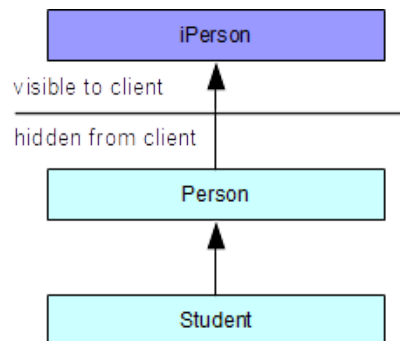 iPerson
visible to client
hidden from client
Person
Student